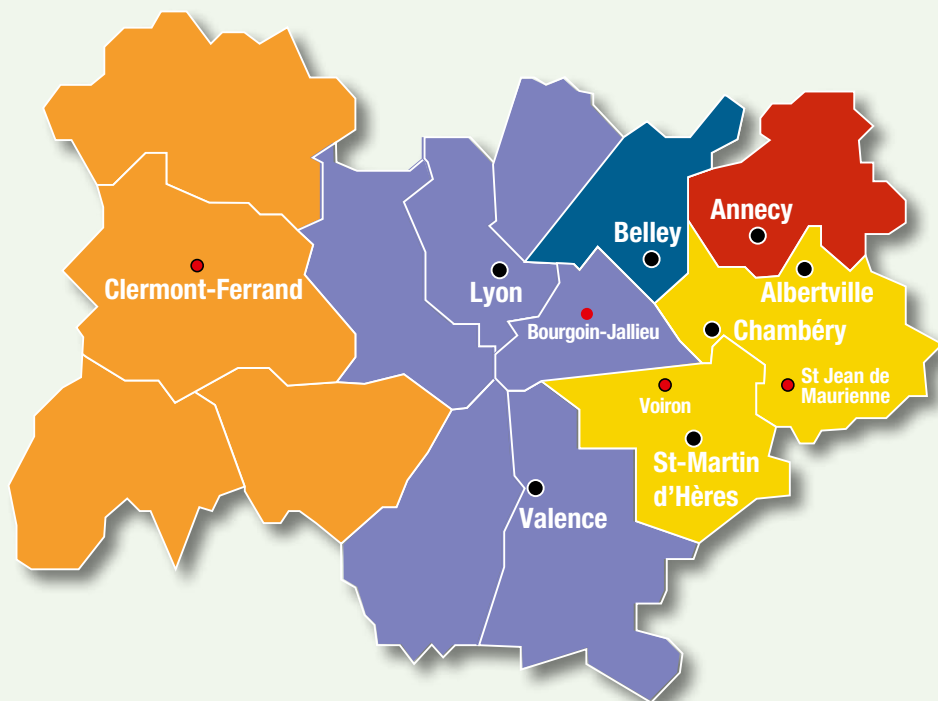 Annecy
Belley
Clermont-Ferrand
Lyon
Albertville
Bourgoin-Jallieu
Chambéry
St Jean de
Maurienne
Voiron
St-Martin
d'Hères
Valence